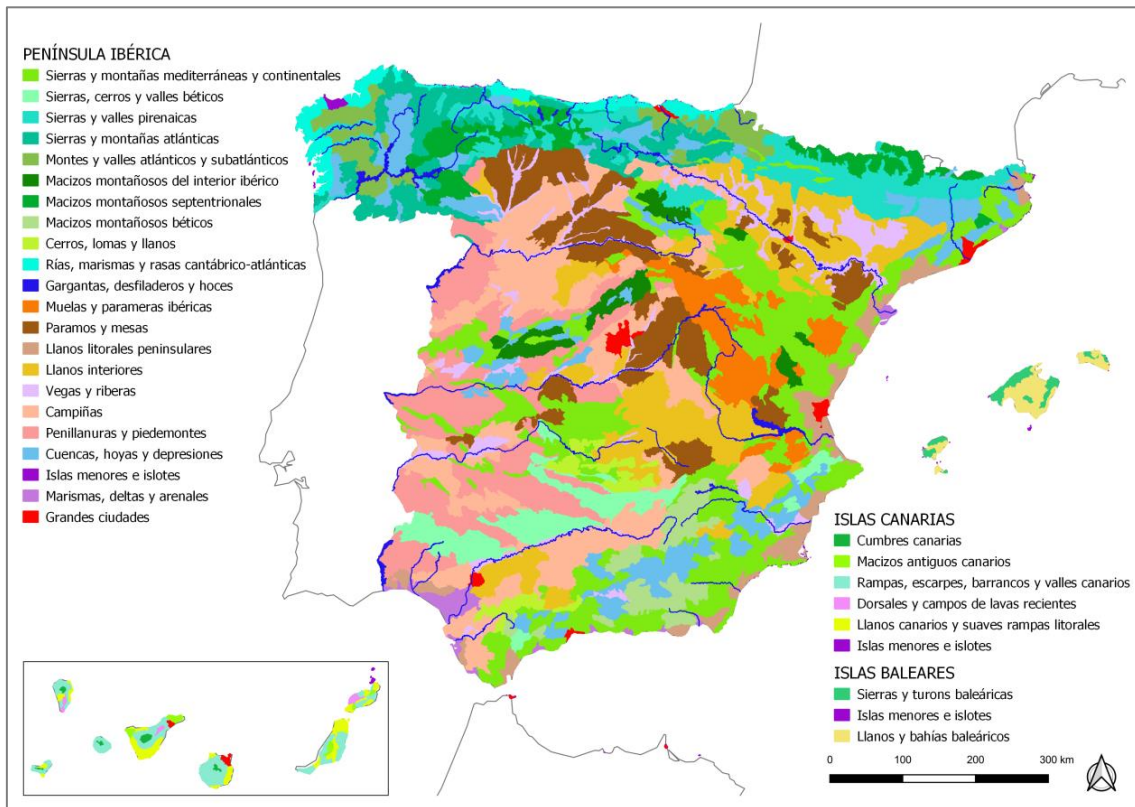 PENÍNSULA IBÉRICA
Sierras y montañas mediterráneas y continentales
Sierras, cerros y valles béticos
Sierras y valles pirenaicas
Sierras y montañas atlánticas
Montes y valles atlánticos y subatlánticos
Macizos montañosos del interior ibérico
Macizos montañosos septentrionales
Macizos montañosos béticos
Cerros, lomas y llanos
Rías, marismas y rasas cantábrico-atlánticas
Gargantas, desfiladeros y hoces
Muelas y parameras ibéricas
Paramos y mesas
Llanos litorales peninsulares
Llanos interiores
Vegas y riberas
Campiñas
Penillanuras y piedemontes
Cuencas, hoyas y depresiones
Islas menores e islotes
Marismas, deltas y arenales
Grandes ciudades
ISLAS CANARIAS
Cumbres canarias
Macizos antiguos canarios
Rampas, escarpes, barrancos y valles canarios
Dorsales y campos de lavas recientes
Llanos canarios y suaves rampas litorales
Islas menores e islotes
ISLAS BALEARES
Sierras y turons baleáricas
Islas menores e islotes
Llanos y bahías baleáricos
0 100 200 300 km